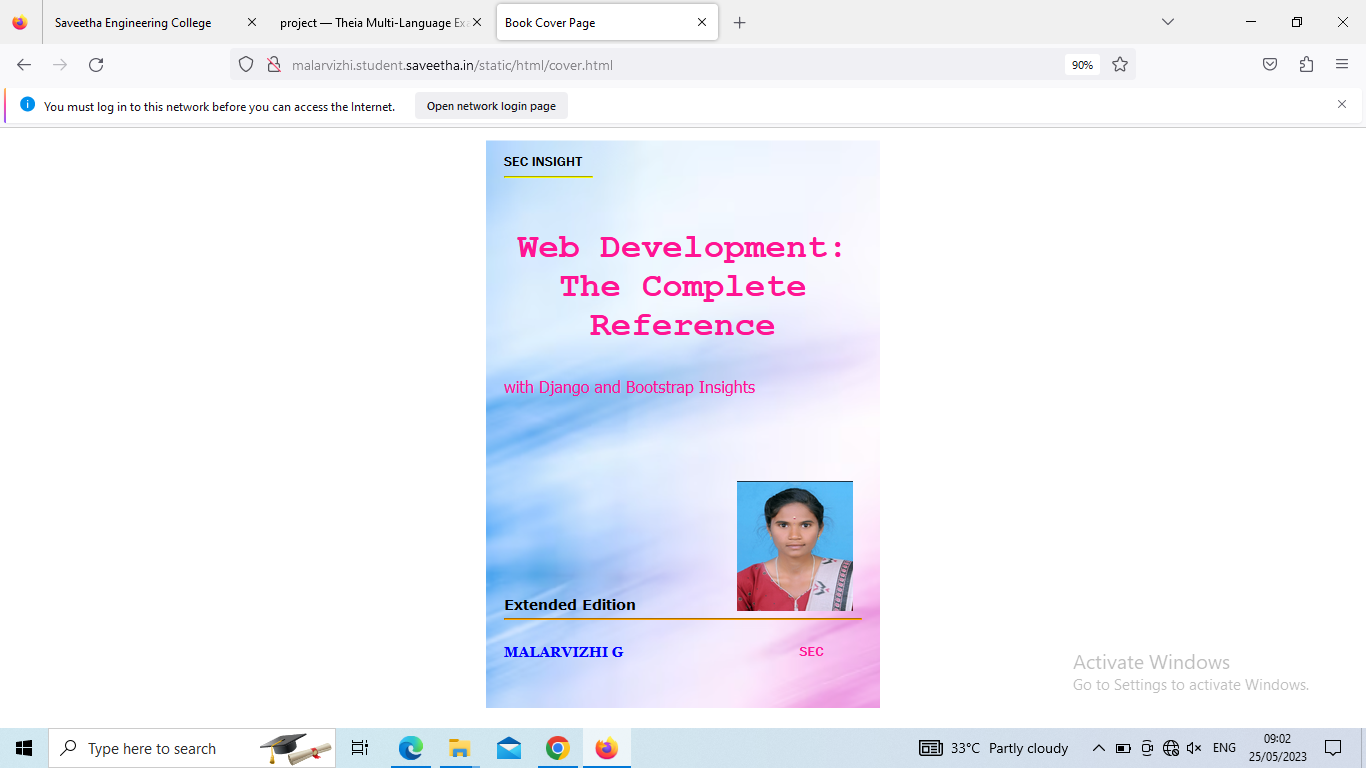 Saveetha Engineering College
project — Theia Multi-Language Exa
Book Cover Page
malarvizhi.student.saveetha.in/static/html/cover.html
90%
You must log in to this network before you can access the Internet.
Open network login page
SEC INSIGHT
Web Development:
The Complete
Reference
with Django and Bootstrap Insights
Extended Edition
MALARVIZHI G
SEC
Activate Windows
Go to Settings to activate Windows.
Type here to search
33°C Partly cloudy
ENG
09:02
25/05/2023